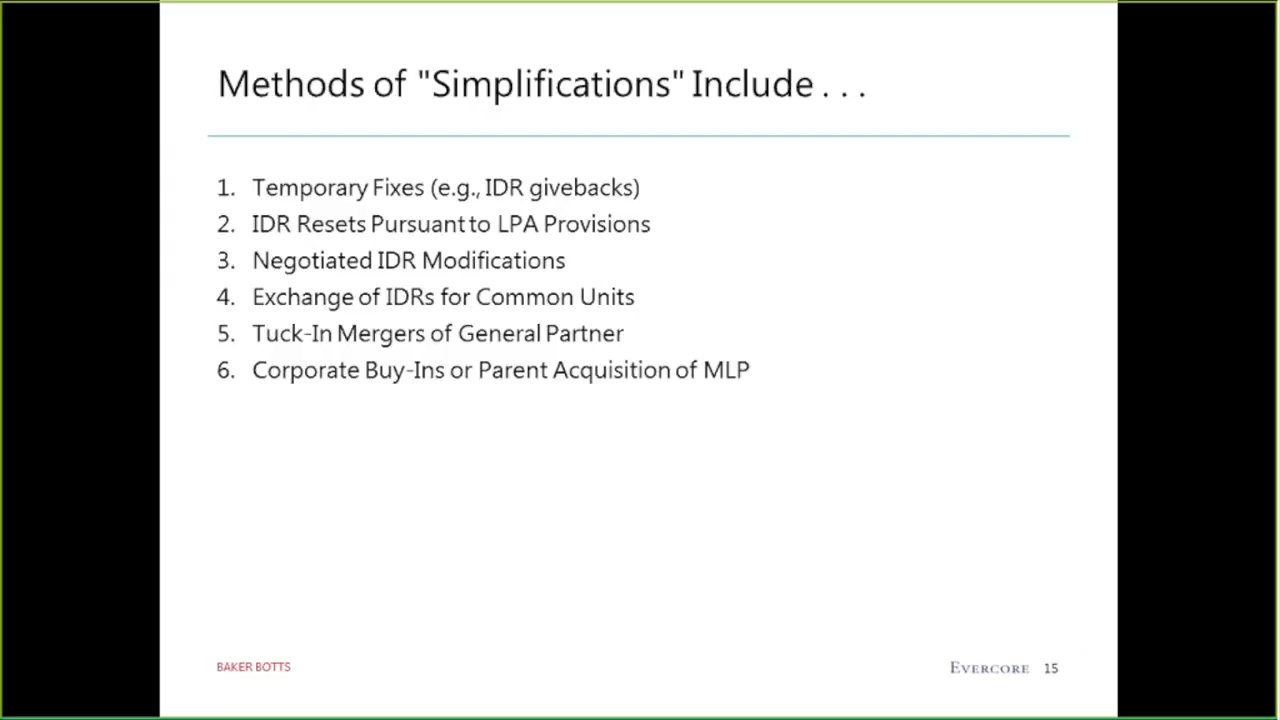 Methods of "Simplifications" Include . . .
1. Temporary Fixes (e.g., IDR givebacks)
2. IDR Resets Pursuant to LPA Provisions
3. Negotiated IDR Modifications
4. Exchange of IDRs for Common Units
5. Tuck-In Mergers of General Partner
6. Corporate Buy-Ins or Parent Acquisition of MLP
BAKER BOTTS
EVERCORE 15